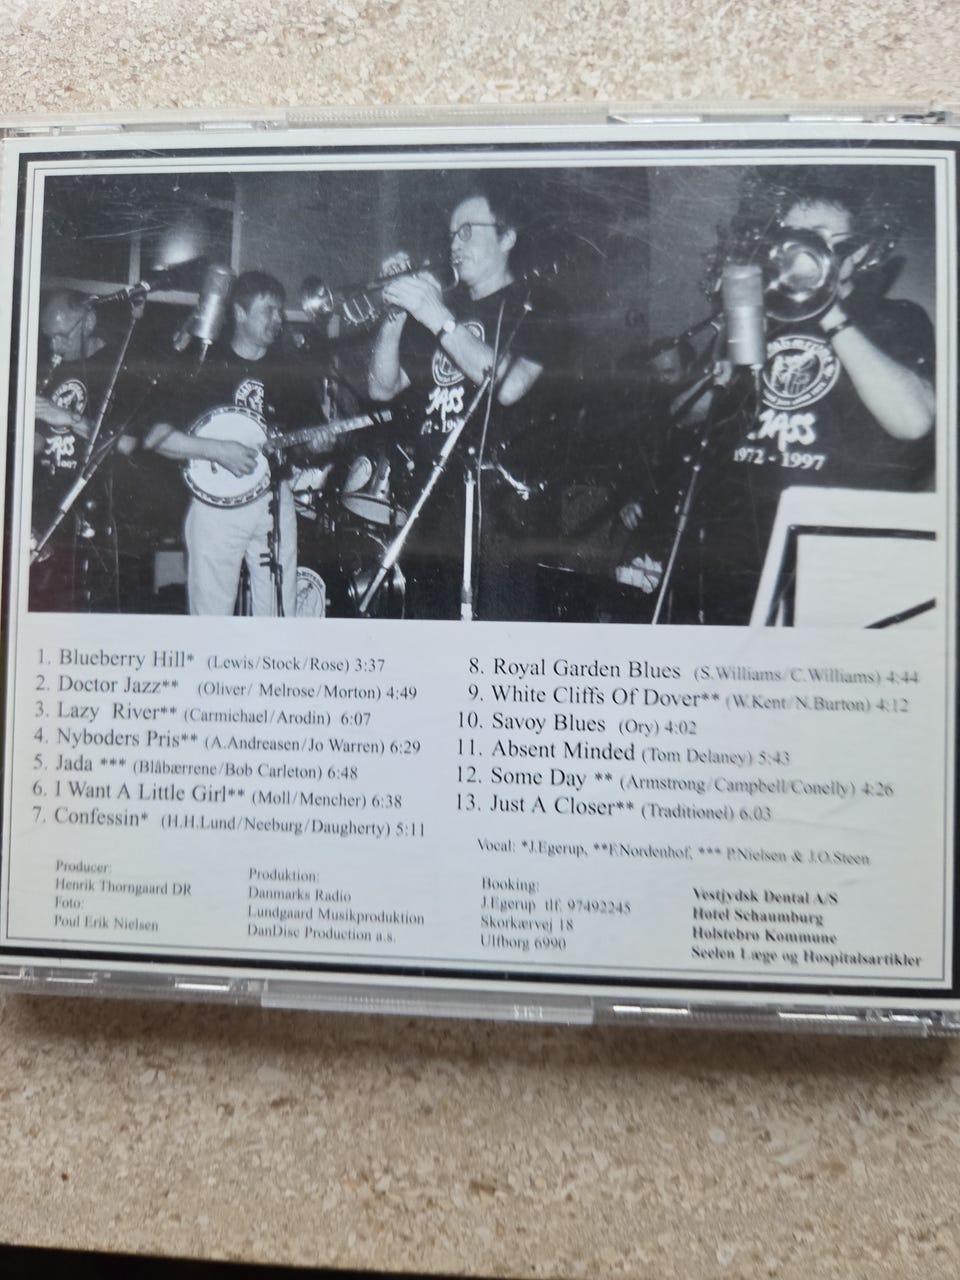 JASS
JASS
JASS
1972 - 1997
1. Blueberry Hill* (Lewis/Stock/Rose) 3:37
2. Doctor Jazz** (Oliver/ Melrose/Morton) 4:49
3. Lazy River** (Carmichael/Arodin) 6:07
4. Nyboders Pris** (A.Andreasen/Jo Warren) 6:29
5. Jada *** (Blåbærrene/Bob Carleton) 6:48
6. I Want A Little Girl** (Moll/Mencher) 6:38
7. Confessin* (H.H.Lund/Neeburg/Daugherty) 5:11
8. Royal Garden Blues (S.Williams/C.Williams) 4:44
9. White Cliffs Of Dover** (W.Kent/N.Burton) 4:12
10. Savoy Blues (Ory) 4:02
11. Absent Minded (Tom Delaney) 5:43
12. Some Day ** (Armstrong/Campbell/Conelly) 4:26
13. Just A Closer** (Traditionel) 6.03
Vocal: *J.Egerup, **F.Nordenhof, *** P.Nielsen & J.O.Steen
Producer:
Henrik Thorngaard DR
Foto:
Poul Erik Nielsen
Produktion:
Danmarks Radio
Lundgaard Musikproduktion
DanDisc Production a.s.
Booking:
J.Egerup tlf. 97492245
Skorkærvej 18
Ulfborg 6990
Vestjydsk Dental A/S
Hotel Schaumburg
Holstebro Kommune
Seelen Læge og Hospitalsartikler